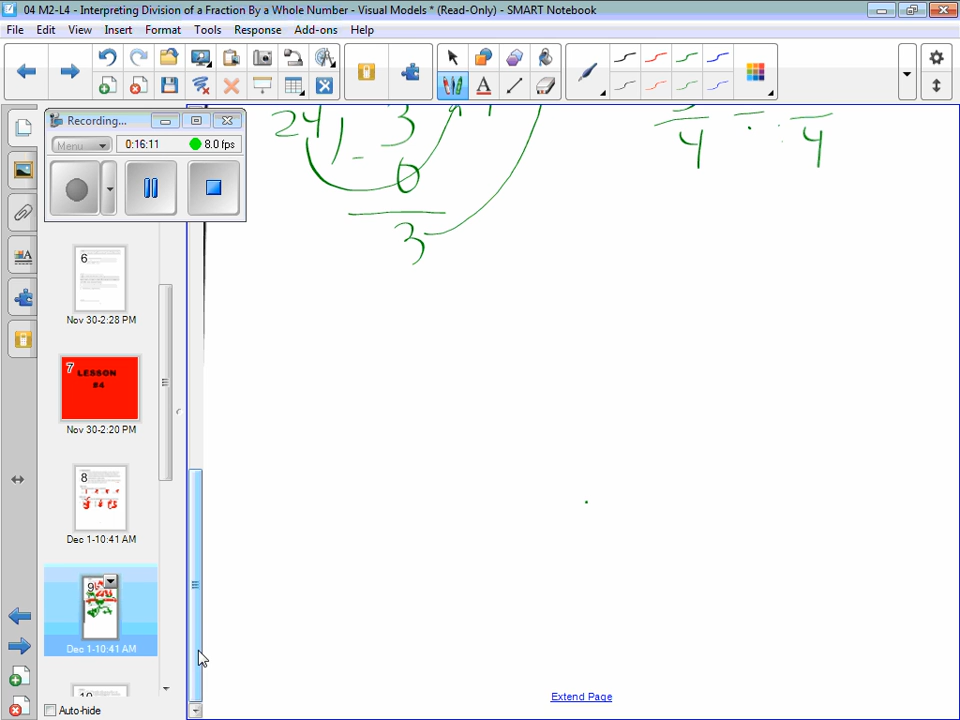 04 M2-L4 - Interpreting Division of a Fraction By a Whole Number - Visual Models * (Read-Only) - SMART Notebook
File Edit View Insert Format Tools Response Add-ons Help
Recording...
Menu 0:16:11 8.0 fps
24 3
4 4
0
3
6
Nov 30-2:28 PM
7
LESSON
#4
Nov 30-2:20 PM
8
Dec 1-10:41 AM
9
Dec 1-10:41 AM
10
Extend Page
Auto-hide